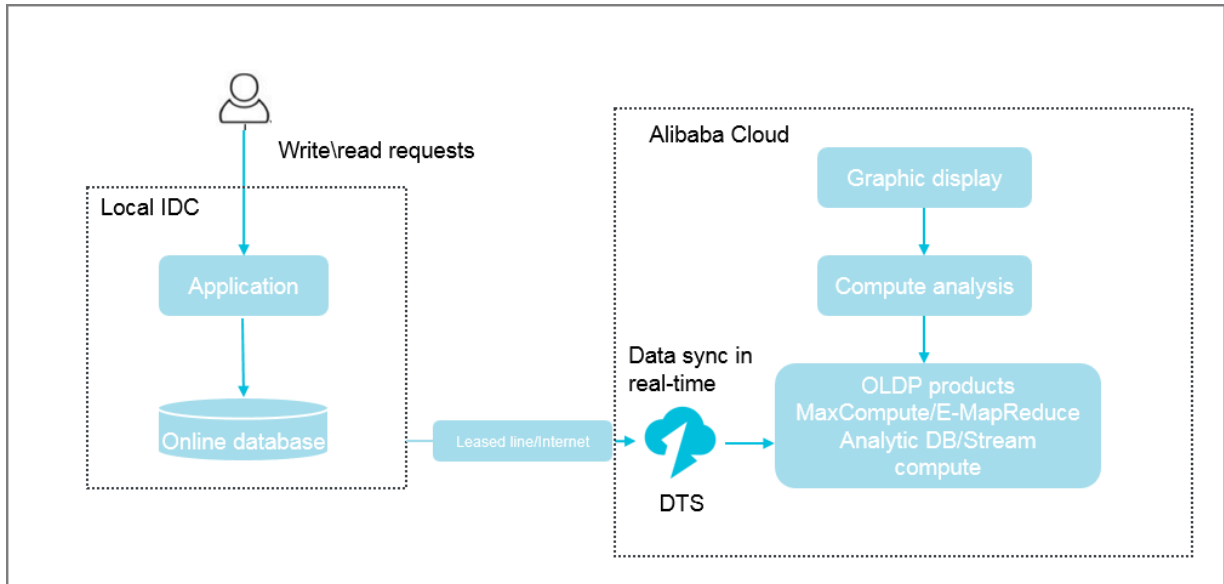 Write\read requests
Local IDC
Application
Online database
Leased line/Internet
Alibaba Cloud
Graphic display
Compute analysis
Data sync in
real-time
DTS
OLDP products
MaxCompute/E-MapReduce
Analytic DB/Stream
compute